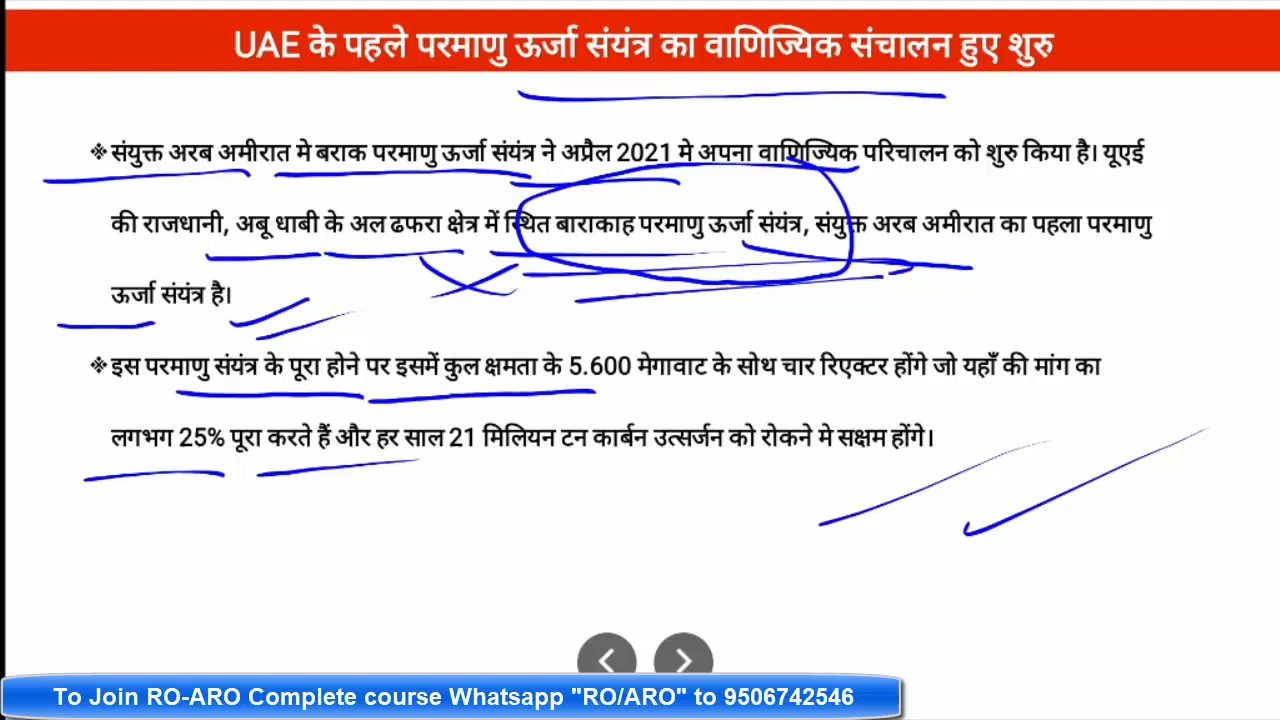 UAE के पहले परमाणु ऊर्जा संयंत्र का वाणिज्यिक संचालन हुए शुरु
❖ संयुक्त अरब अमीरात मे बराक परमाणु ऊर्जा संयंत्र ने अप्रैल 2021 मे अपना वाणिज्यिक परिचालन को शुरु किया है। यूएई
की राजधानी, अबू धाबी के अल ढफरा क्षेत्र में स्थित बाराकाह परमाणु ऊर्जा संयंत्र, संयुक्त अरब अमीरात का पहला परमाणु
ऊर्जा संयंत्र है।
❖ इस परमाणु संयंत्र के पूरा होने पर इसमें कुल क्षमता के 5.600 मेगावाट के सोथ चार रिएक्टर होंगे जो यहाँ की मांग का
लगभग 25% पूरा करते हैं और हर साल 21 मिलियन टन कार्बन उत्सर्जन को रोकने मे सक्षम होंगे।
To Join RO-ARO Complete course Whatsapp "RO/ARO" to 9506742546